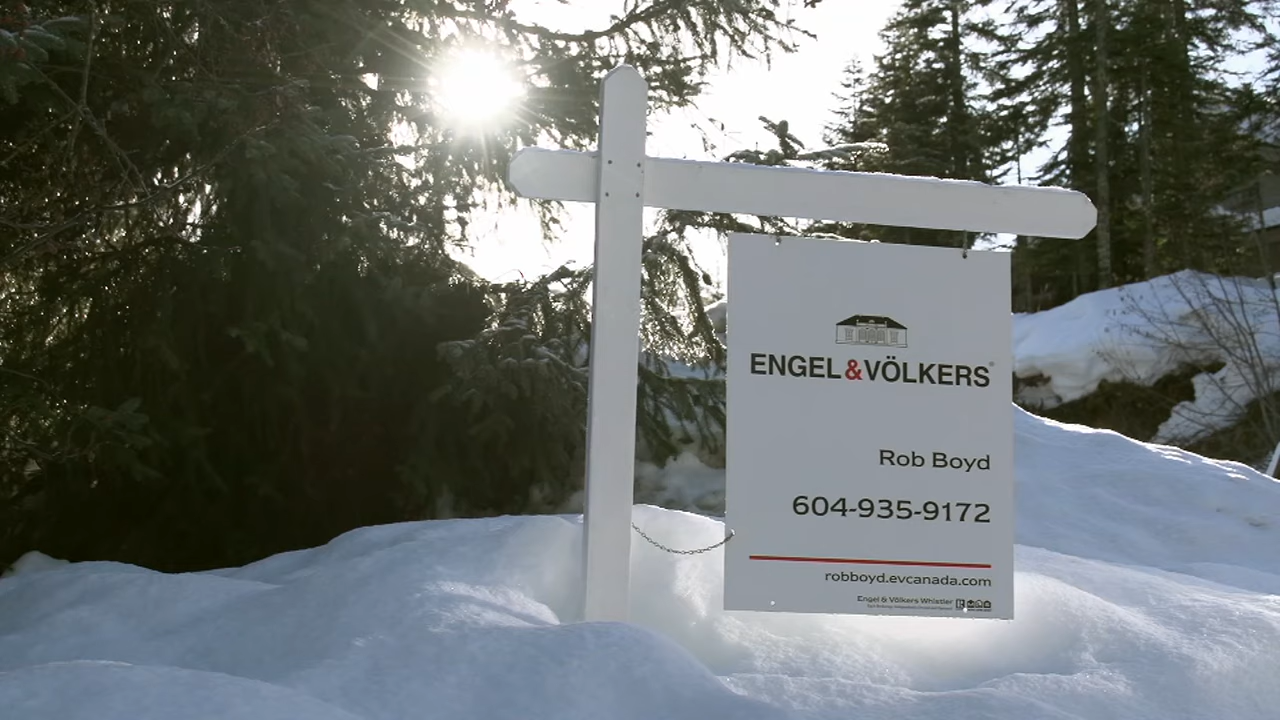 ENGEL&VÖLKERS
Rob Boyd
604-935-9172
robboyd.evcanada.com
Engel & Völkers Whistler